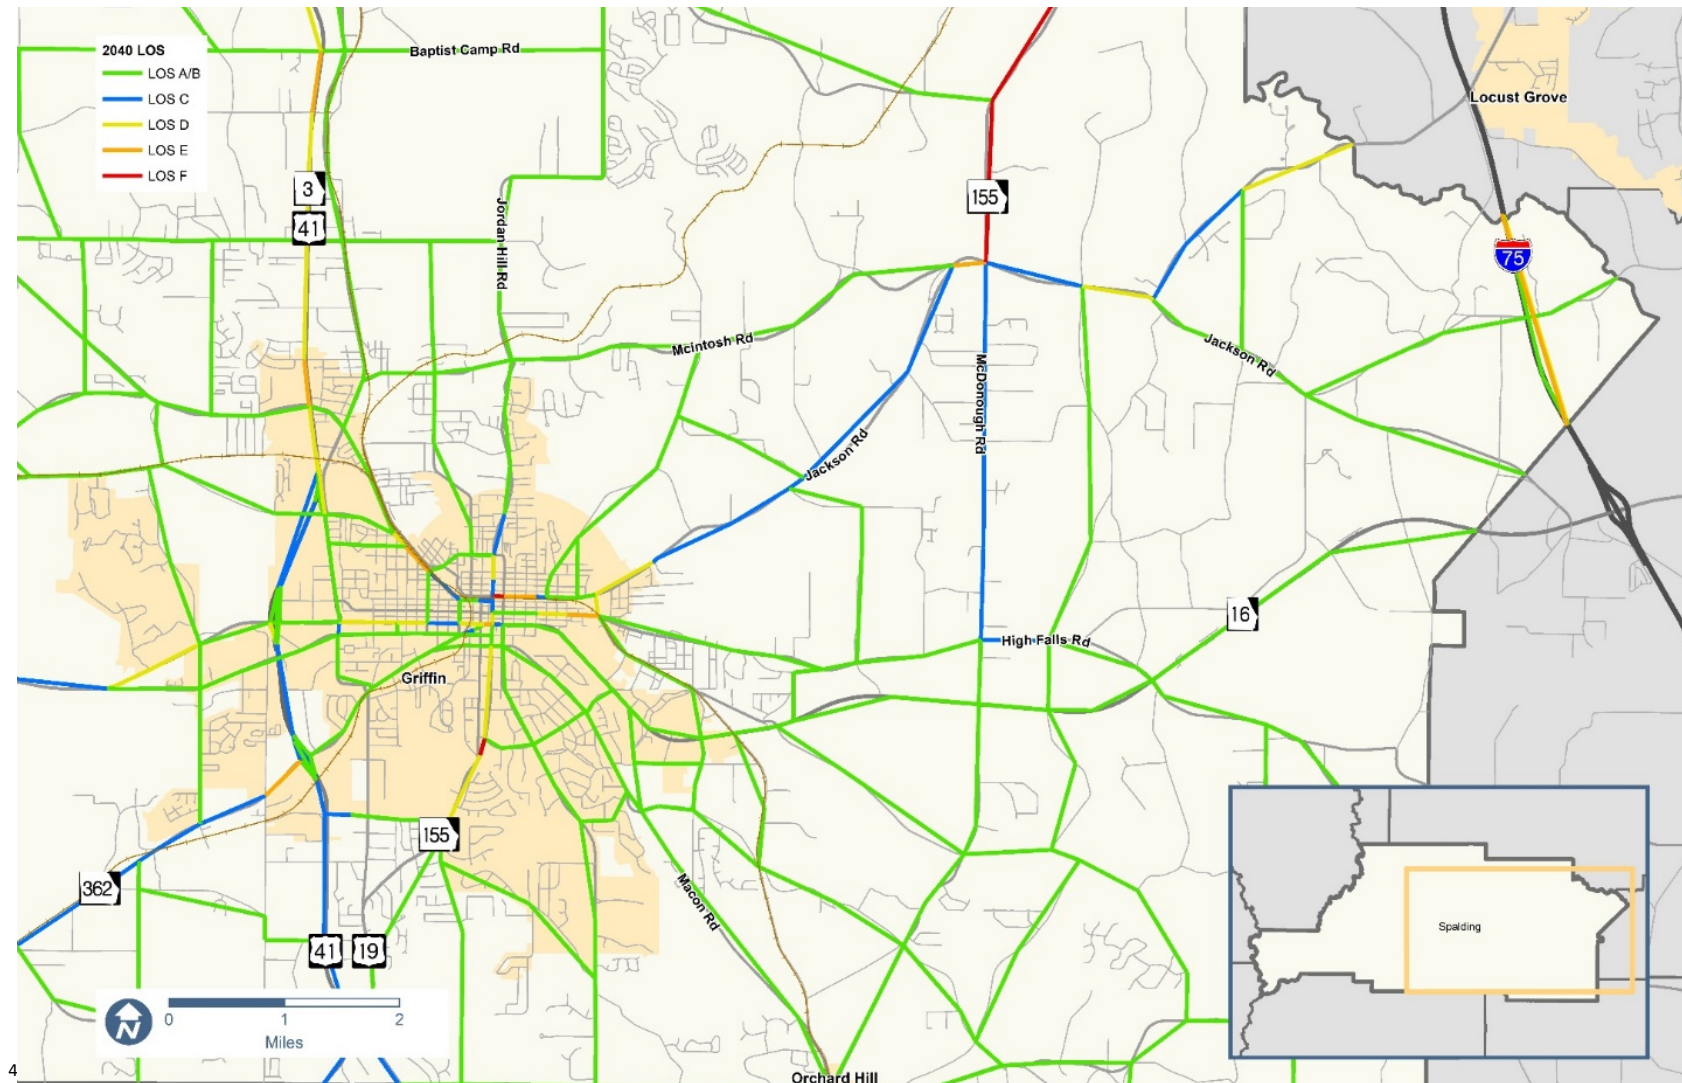 2040 LOS
LOS A/B
LOS C
LOS D
LOS E
LOS F
Baptist Camp Rd
Locust Grove
3
41
Jordan Hill Rd
155
75
Mcintosh Rd
McDonough Rd
Jackson Rd
Jackson Rd
16
High Falls Rd
Griffin
155
362
Macon Rd
41
19
Spalding
N
0
1
2
Miles
4
Orchard Hill